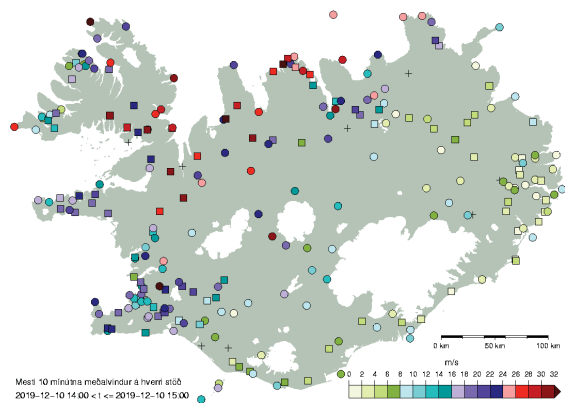 0 km 50 km 100 km
m/s
0 2 4 6 8 10 12 14 16 18 20 22 24 26 28 30 32
Mesti 10 mínútna meðalvindur á hverri stöð
2019-12-10 14:00 < t <= 2019-12-10 15:00